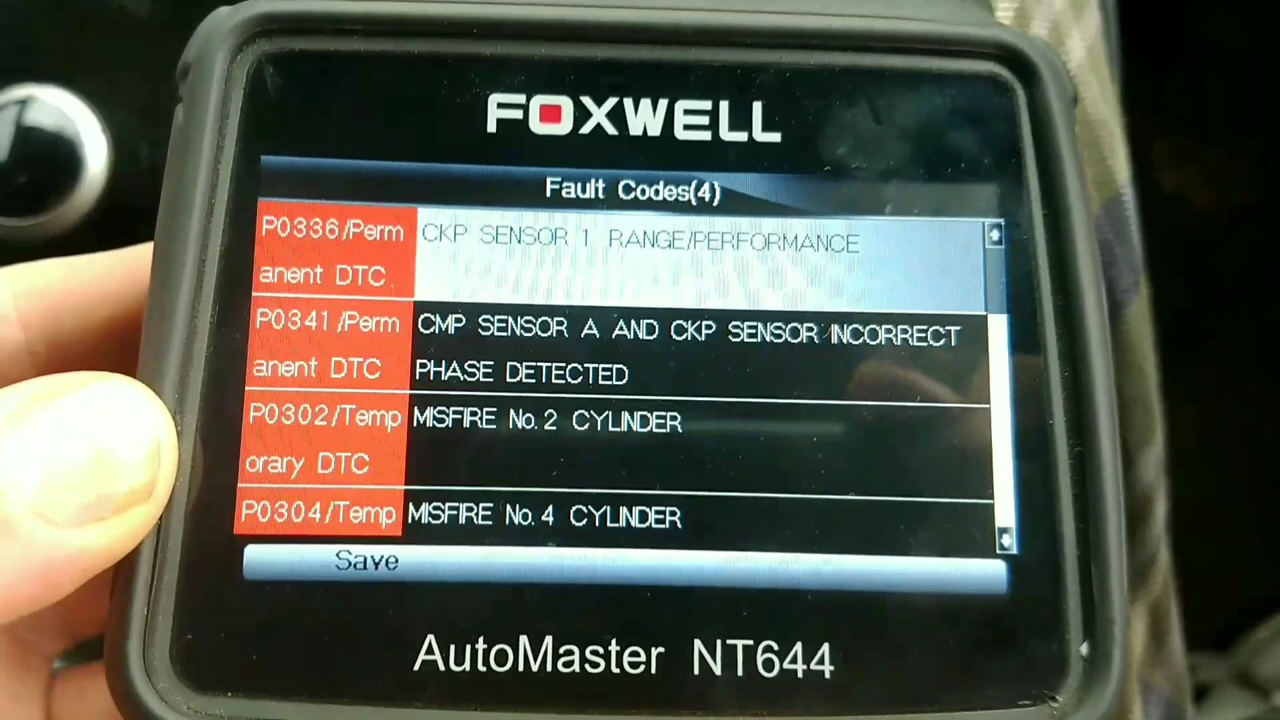 FOXWELL
Fault Codes(4)
P0336/Perm CKP SENSOR 1 RANGE/PERFORMANCE
anent DTC
P0341/Perm CMP SENSOR A AND CKP SENSOR INCORRECT
anent DTC PHASE DETECTED
P0302/Temp MISFIRE No.2 CYLINDER
orary DTC
P0304/Temp MISFIRE No.4 CYLINDER
Save
AutoMaster NT644